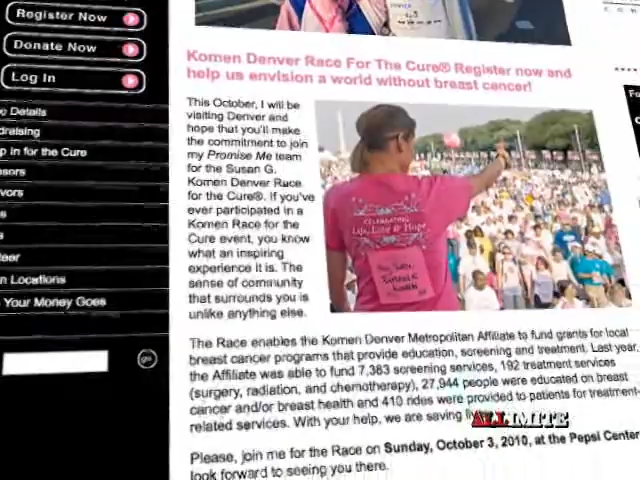 Register Now
Donate Now
Log In
Details
draising
p in for the Cure
sors
vors
s
s
teer
n Locations
Your Money Goes
go
Komen Denver Race For The Cure® Register now and
help us envision a world without breast cancer!
This October, I will be
visiting Denver and
hope that you'll make
the commitment to join
my Promise Me team
for the Susan G.
Komen Denver Race
for the Cure®. If you've
ever participated in a
Komen Race for the
Cure event, you know
what an inspiring
experience it is. The
sense of community
that surrounds you is
unlike anything else.
CELEBRATING
Life, Love & Hope
The Race enables the Komen Denver Metropolitan Affiliate to fund grants for local
breast cancer programs that provide education, screening and treatment. Last year,
the Affiliate was able to fund 7,383 screening services, 192 treatment services
(surgery, radiation, and chemotherapy), 27,944 people were educated on breast
cancer and/or breast health and 410 rides were provided to patients for treatment-
related services. With your help, we are saving
ALLIMITE
Please, join me for the Race on Sunday, October 3, 2010, at the Pepsi Center
look forward to seeing you there.